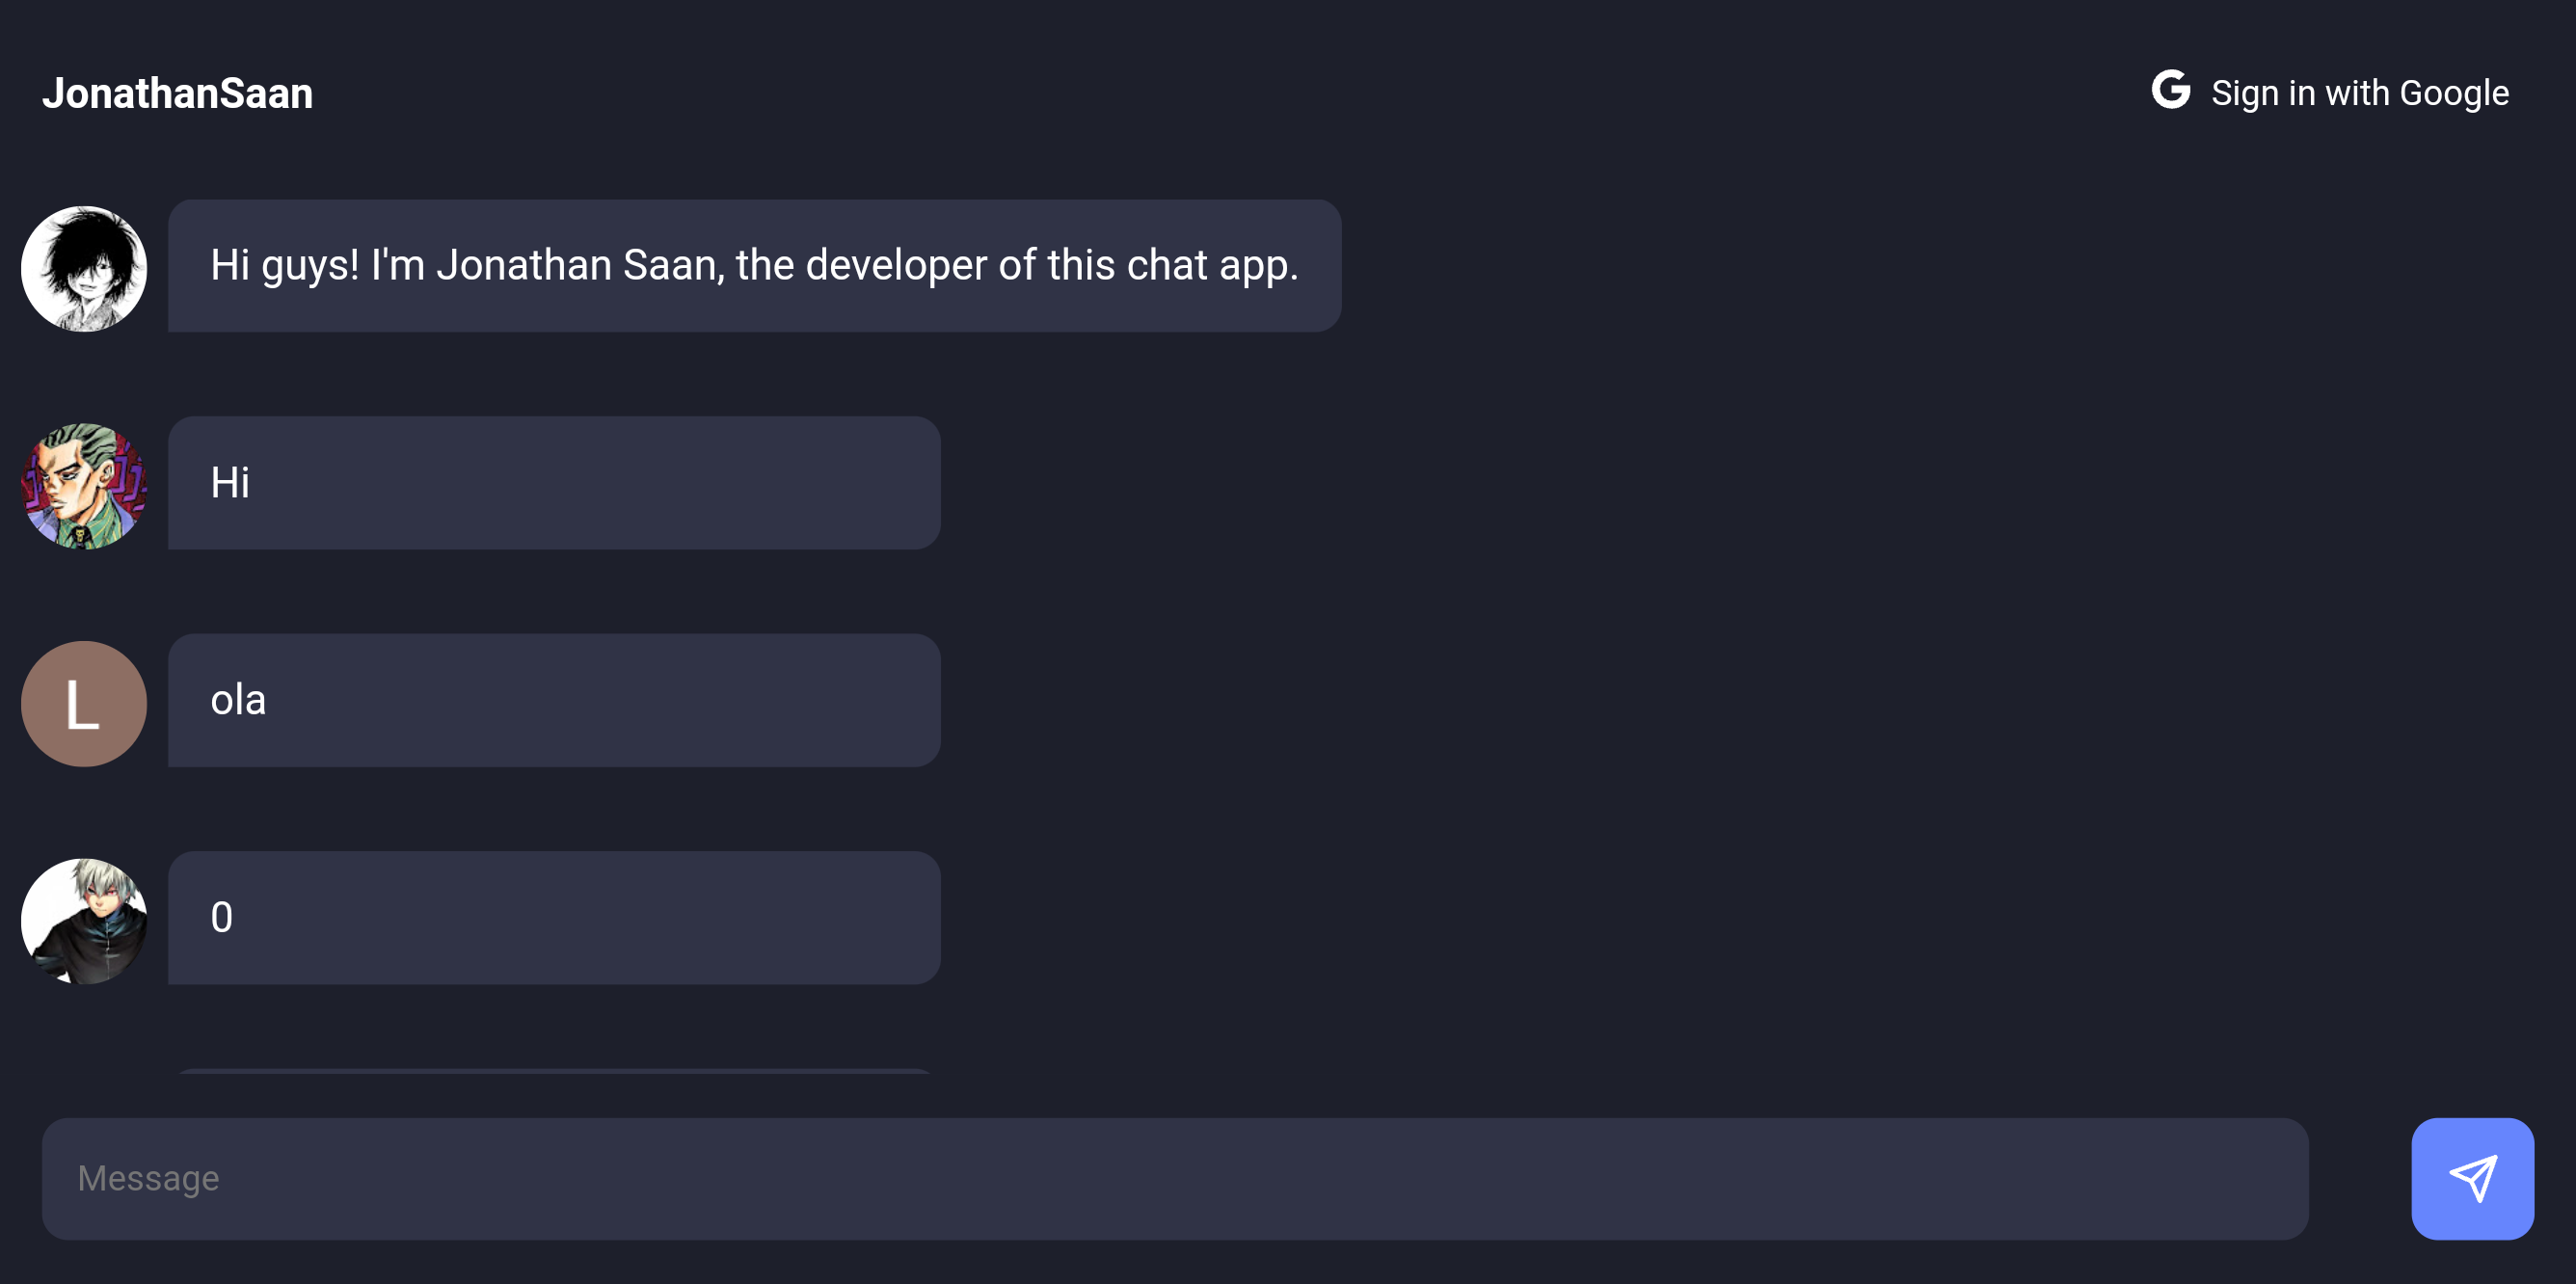 JonathanSaan
Sign in with Google
Hi guys! I'm Jonathan Saan, the developer of this chat app.
Hi
L
ola
0
Message